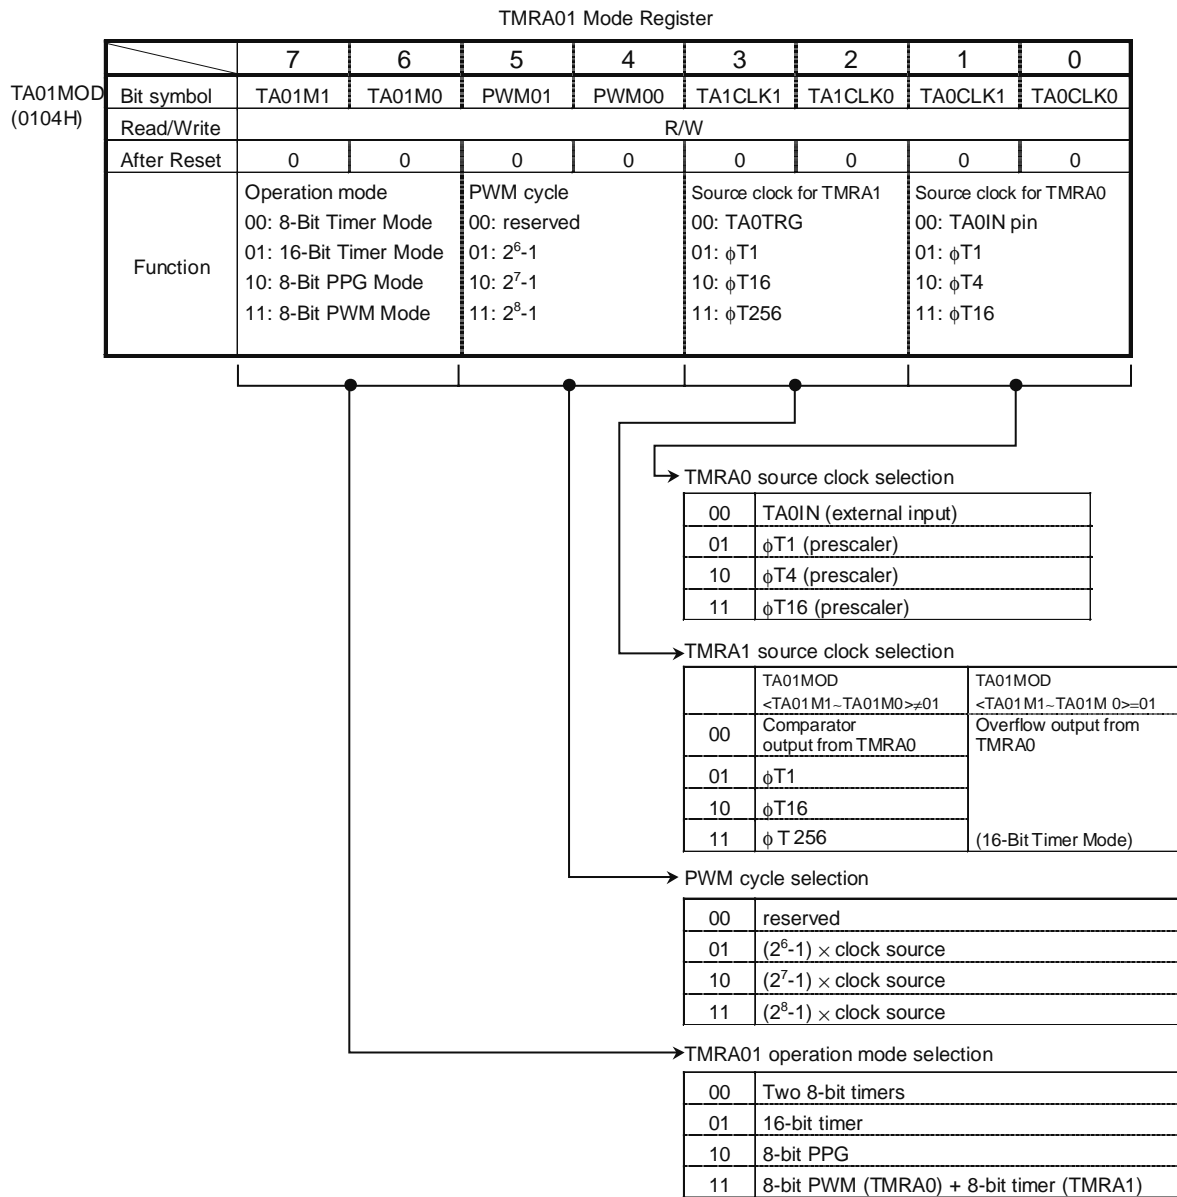 TMRA01 Mode Register
7 6 5 4 3 2 1 0
TA01MOD
(0104H)
Bit symbol TA01M1 TA01M0 PWM01 PWM00 TA1CLK1 TA1CLK0 TA0CLK1 TA0CLK0
Read/Write R/W
After Reset 0 0 0 0 0 0 0 0
Function
Operation mode
00: 8-Bit Timer Mode
01: 16-Bit Timer Mode
10: 8-Bit PPG Mode
11: 8-Bit PWM Mode
PWM cycle
00: reserved
01: 2⁶-1
10: 2⁷-1
11: 2⁸-1
Source clock for TMRA1
00: TA0TRG
01: ϕT1
10: ϕT16
11: ϕT256
Source clock for TMRA0
00: TA0IN pin
01: ϕT1
10: ϕT4
11: ϕT16
TMRA0 source clock selection
00 TA0IN (external input)
01 ϕT1 (prescaler)
10 ϕT4 (prescaler)
11 ϕT16 (prescaler)
TMRA1 source clock selection
TA01MOD
<TA01M1~TA01M0>≠01
TA01MOD
<TA01M1~TA01M 0>=01
00 Comparator
output from TMRA0
Overflow output from
TMRA0
01 ϕT1
10 ϕT16
11 ϕ T 256 (16-Bit Timer Mode)
PWM cycle selection
00 reserved
01 (2⁶-1) × clock source
10 (2⁷-1) × clock source
11 (2⁸-1) × clock source
TMRA01 operation mode selection
00 Two 8-bit timers
01 16-bit timer
10 8-bit PPG
11 8-bit PWM (TMRA0) + 8-bit timer (TMRA1)